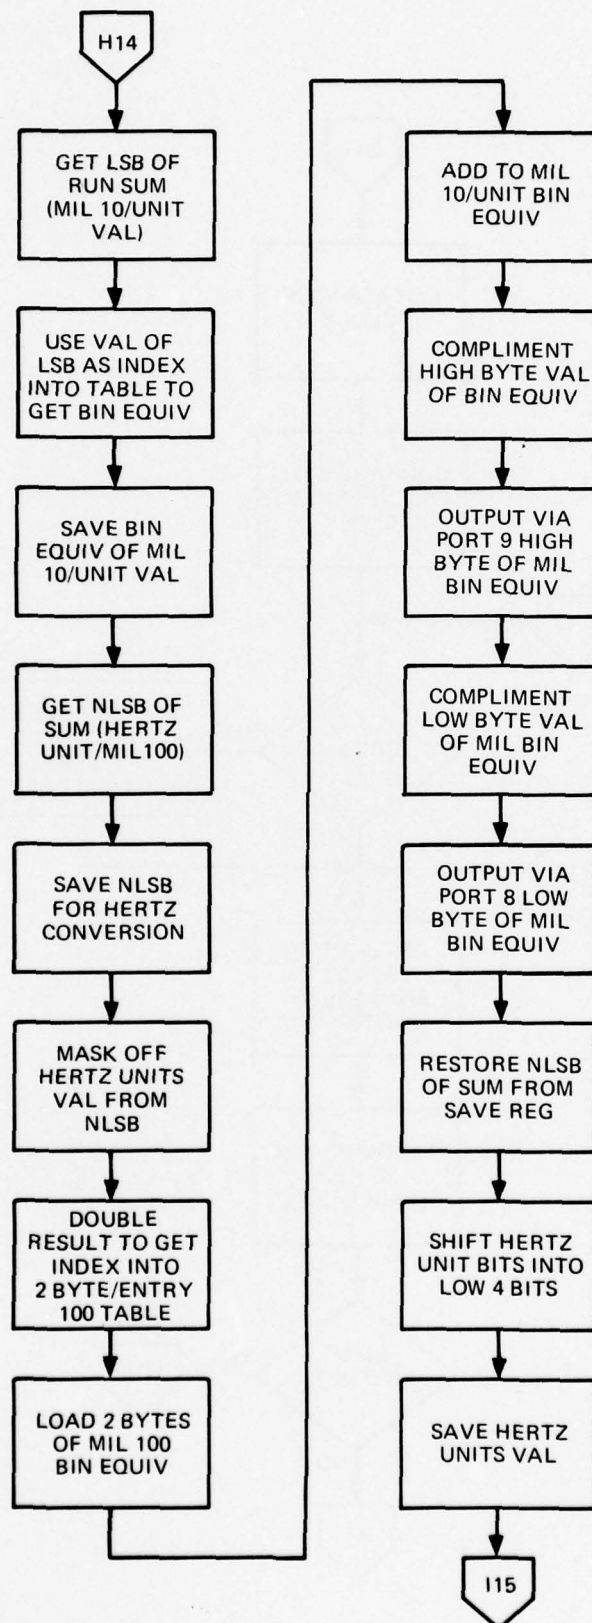 H14
GET LSB OF
RUN SUM
(MIL 10/UNIT
VAL)
USE VAL OF
LSB AS INDEX
INTO TABLE TO
GET BIN EQUIV
SAVE BIN
EQUIV OF MIL
10/UNIT VAL
GET NLSB OF
SUM (HERTZ
UNIT/MIL100)
SAVE NLSB
FOR HERTZ
CONVERSION
MASK OFF
HERTZ UNITS
VAL FROM
NLSB
DOUBLE
RESULT TO GET
INDEX INTO
2 BYTE/ENTRY
100 TABLE
LOAD 2 BYTES
OF MIL 100
BIN EQUIV
ADD TO MIL
10/UNIT BIN
EQUIV
COMPLIMENT
HIGH BYTE VAL
OF BIN EQUIV
OUTPUT VIA
PORT 9 HIGH
BYTE OF MIL
BIN EQUIV
COMPLIMENT
LOW BYTE VAL
OF MIL BIN
EQUIV
OUTPUT VIA
PORT 8 LOW
BYTE OF MIL
BIN EQUIV
RESTORE NLSB
OF SUM FROM
SAVE REG
SHIFT HERTZ
UNIT BITS INTO
LOW 4 BITS
SAVE HERTZ
UNITS VAL
I15